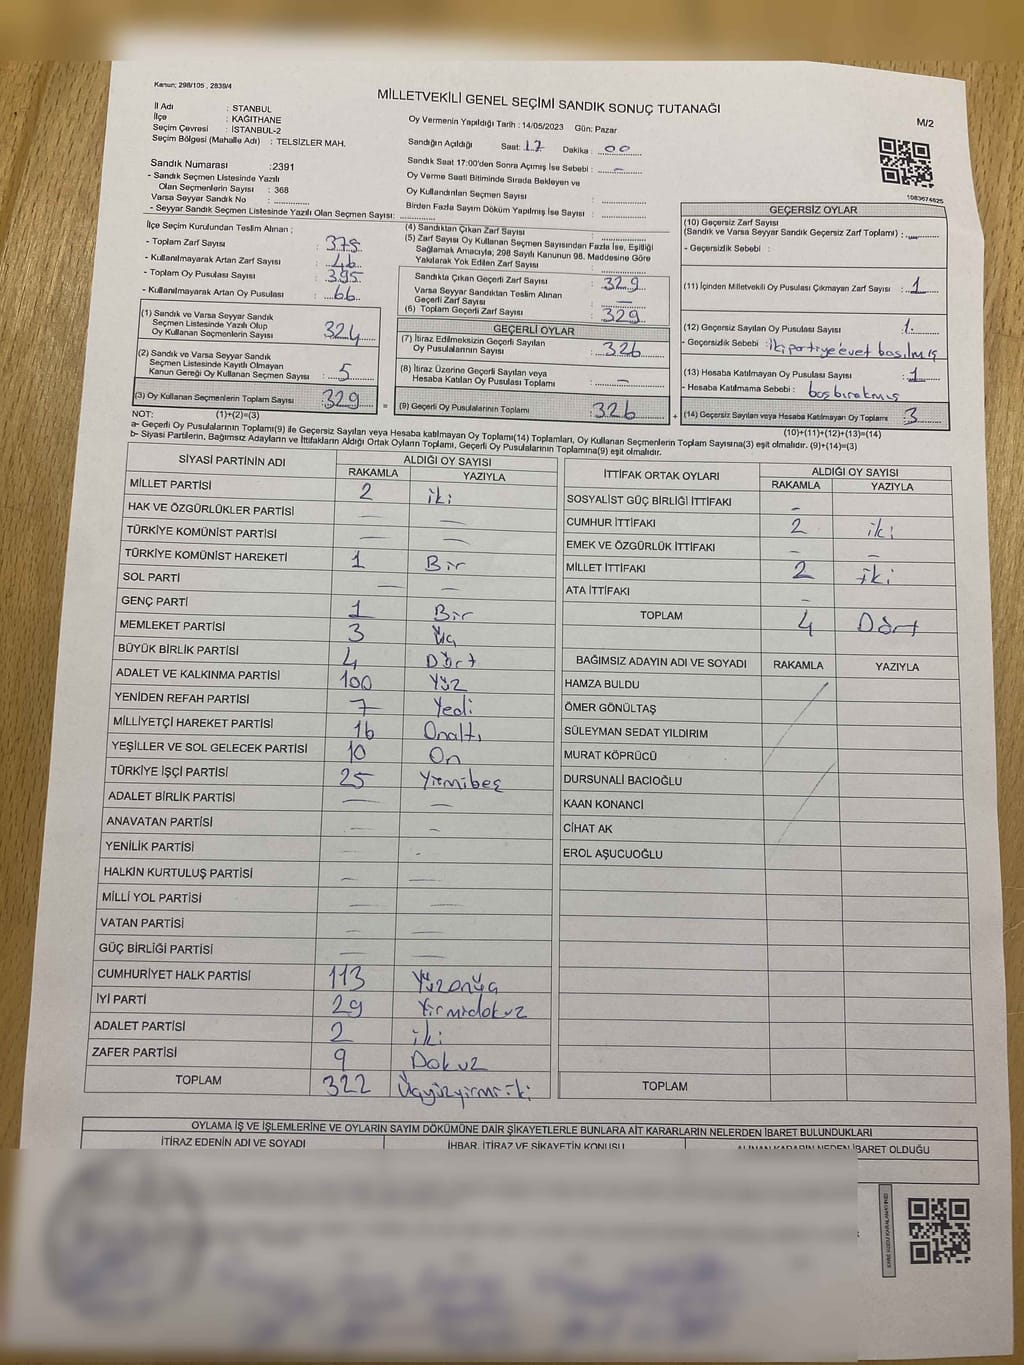 Kanun; 298/105 , 2839/4
MİLLETVEKİLİ GENEL SEÇİMİ SANDIK SONUÇ TUTANAĞI
M/2
İl Adı : STANBUL
İlçe : KAĞITHANE
Seçim Çevresi : İSTANBUL-2
Seçim Bölgesi (Mahalle Adı) : TELSİZLER MAH.
Oy Vermenin Yapıldığı Tarih : 14/05/2023 Gün: Pazar
Sandığın Açıldığı Saat: 17 Dakika : 00
Sandık Saat 17:00'den Sonra Açımış İse Sebebi : -
Oy Verme Saati Bitiminde Sırada Bekleyen ve
Oy Kullandırılan Seçmen Sayısı :
Birden Fazla Sayım Döküm Yapılmış İse Sayısı :
Sandık Numarası :2391
- Sandık Seçmen Listesinde Yazılı
Olan Seçmenlerin Sayısı : 368
Varsa Seyyar Sandık No :
- Seyyar Sandık Seçmen Listesinde Yazılı Olan Seçmen Sayısı:
1083674625
İlçe Seçim Kurulundan Teslim Alınan ;
- Toplam Zarf Sayısı : 375
- Kullanılmayarak Artan Zarf Sayısı : 46
- Toplam Oy Pusulası Sayısı : 395
- Kullanılmayarak Artan Oy Pusulası : 66
(1) Sandık ve Varsa Seyyar Sandık
Seçmen Listesinde Yazılı Olup
Oy Kullanan Seçmenlerin Sayısı : 324
(2) Sandık ve Varsa Seyyar Sandık
Seçmen Listesinde Kayıtlı Olmayan
Kanun Gereği Oy Kullanan Seçmen Sayısı : 5
(3) Oy Kullanan Seçmenlerin Toplam Sayısı : 329
(4) Sandıktan Çıkan Zarf Sayısı :
(5) Zarf Sayısı Oy Kullanan Seçmen Sayısından Fazla İse, Eşitliği
Sağlamak Amacıyla; 298 Sayılı Kanunun 98. Maddesine Göre
Yakılarak Yok Edilen Zarf Sayısı :
Sandıkta Çıkan Geçerli Zarf Sayısı : 329
Varsa Seyyar Sandıktan Teslim Alınan
Geçerli Zarf Sayısı : -
(6) Toplam Geçerli Zarf Sayısı : 329
GEÇERLİ OYLAR
(7) İtiraz Edilmeksizin Geçerli Sayılan
Oy Pusulalarının Sayısı : 326
(8) İtiraz Üzerine Geçerli Sayılan veya
Hesaba Katılan Oy Pusulası Toplamı : -
= (9) Geçerli Oy Pusulalarının Toplamı : 326 +
GEÇERSİZ OYLAR
(10) Geçersiz Zarf Sayısı
(Sandık ve Varsa Seyyar Sandık Geçersiz Zarf Toplamı) : -
- Geçersizlik Sebebi :
(11) İçinden Milletvekili Oy Pusulası Çıkmayan Zarf Sayısı : 1
(12) Geçersiz Sayılan Oy Pusulası Sayısı : 1
- Geçersizlik Sebebi : iki partiye evet basılmış
(13) Hesaba Katılmayan Oy Pusulası Sayısı : 1
- Hesaba Katılmama Sebebi : boş bırakmış
(14) Geçersiz Sayılan veya Hesaba Katılmayan Oy Toplamı : 3
NOT: (1)+(2)=(3)
(10)+(11)+(12)+(13)=(14)
a- Geçerli Oy Pusulalarının Toplamı(9) ile Geçersiz Sayılan veya Hesaba Katılmayan Oy Toplamı(14) Toplamları, Oy Kullanan Seçmenlerin Toplam Sayısına(3) eşit olmalıdır. (9)+(14)=(3)
b- Siyasi Partilerin, Bağımsız Adayların ve İttifakların Aldığı Ortak Oyların Toplamı, Geçerli Oy Pusulalarının Toplamına(9) eşit olmalıdır.
SİYASİ PARTİNİN ADI ALDIĞI OY SAYISI
RAKAMLA YAZIYLA
MİLLET PARTİSİ 2 iki
HAK VE ÖZGÜRLÜKLER PARTİSİ - -
TÜRKİYE KOMÜNİST PARTİSİ - -
TÜRKİYE KOMÜNİST HAREKETİ 1 Bir
SOL PARTİ - -
GENÇ PARTİ 1 Bir
MEMLEKET PARTİSİ 3 Üç
BÜYÜK BİRLİK PARTİSİ 4 Dört
ADALET VE KALKINMA PARTİSİ 100 Yüz
YENİDEN REFAH PARTİSİ 7 Yedi
MİLLİYETÇİ HAREKET PARTİSİ 16 Onaltı
YEŞİLLER VE SOL GELECEK PARTİSİ 10 On
TÜRKİYE İŞÇİ PARTİSİ 25 Yirmibeş
ADALET BİRLİK PARTİSİ - -
ANAVATAN PARTİSİ - -
YENİLİK PARTİSİ - -
HALKIN KURTULUŞ PARTİSİ - -
MİLLİ YOL PARTİSİ - -
VATAN PARTİSİ - -
GÜÇ BİRLİĞİ PARTİSİ - -
CUMHURİYET HALK PARTİSİ 113 Yüzonüç
İYİ PARTİ 29 Yirmidokuz
ADALET PARTİSİ 2 iki
ZAFER PARTİSİ 9 Dokuz
TOPLAM 322 Üçyüzyirmiiki
İTTİFAK ORTAK OYLARI ALDIĞI OY SAYISI
RAKAMLA YAZIYLA
SOSYALİST GÜÇ BİRLİĞİ İTTİFAKI -
CUMHUR İTTİFAKI 2 iki
EMEK VE ÖZGÜRLÜK İTTİFAKI - -
MİLLET İTTİFAKI 2 iki
ATA İTTİFAKI -
TOPLAM 4 Dört
BAĞIMSIZ ADAYIN ADI VE SOYADI RAKAMLA YAZIYLA
HAMZA BULDU
ÖMER GÖNÜLTAŞ
SÜLEYMAN SEDAT YILDIRIM
MURAT KÖPRÜCÜ
DURSUNALİ BACIOĞLU
KAAN KONANCİ
CİHAT AK
EROL AŞUCUOĞLU
TOPLAM
OYLAMA İŞ VE İŞLEMLERİNE VE OYLARIN SAYIM DÖKÜMÜNE DAİR ŞİKAYETLERLE BUNLARA AİT KARARLARIN NELERDEN İBARET BULUNDUKLARI
İTİRAZ EDENİN ADI VE SOYADI İHBAR, İTİRAZ VE ŞİKAYETİN KONUSU ALINAN KARARIN NEDEN İBARET OLDUĞU